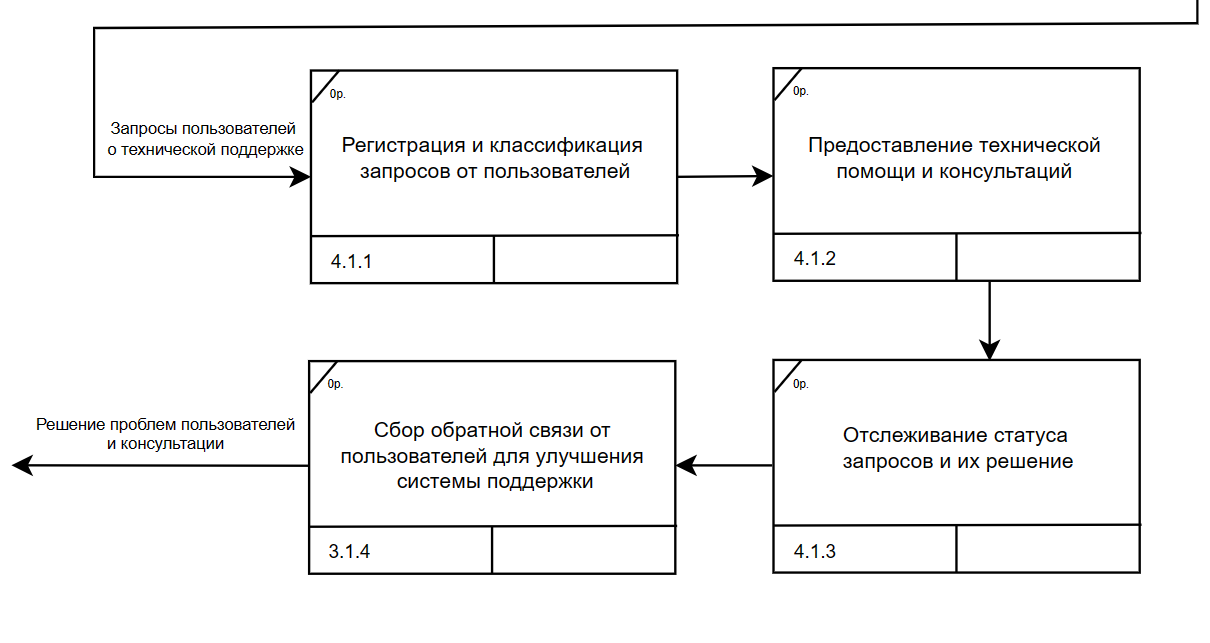 0р.
0р.
Запросы пользователей
о технической поддержке
Регистрация и классификация
запросов от пользователей
Предоставление технической
помощи и консультаций
4.1.1
4.1.2
0р.
0р.
Решение проблем пользователей
и консультации
Сбор обратной связи от
пользователей для улучшения
системы поддержки
Отслеживание статуса
запросов и их решение
3.1.4
4.1.3